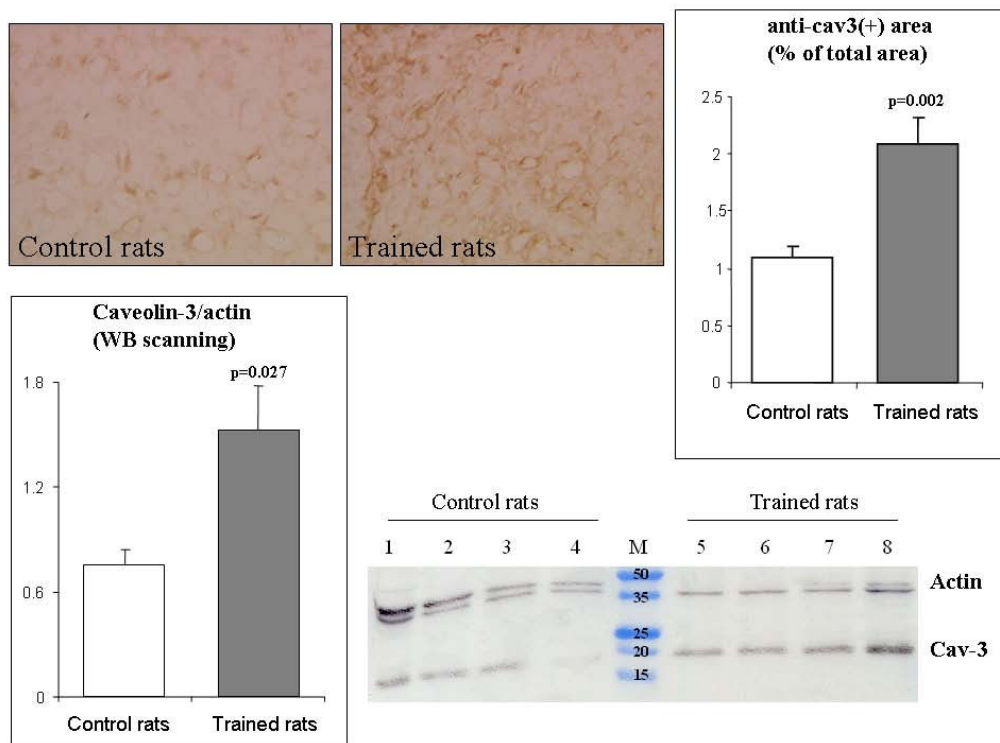 Control rats
Trained rats
anti-cav3(+) area
(% of total area)
2.5
p=0.002
2
1.5
1
0.5
0
Control rats Trained rats
Caveolin-3/actin
(WB scanning)
1.8
p=0.027
1.2
0.6
0
Control rats Trained rats
Control rats Trained rats
1 2 3 4 M 5 6 7 8
50
35
25
20
15
Actin
Cav-3